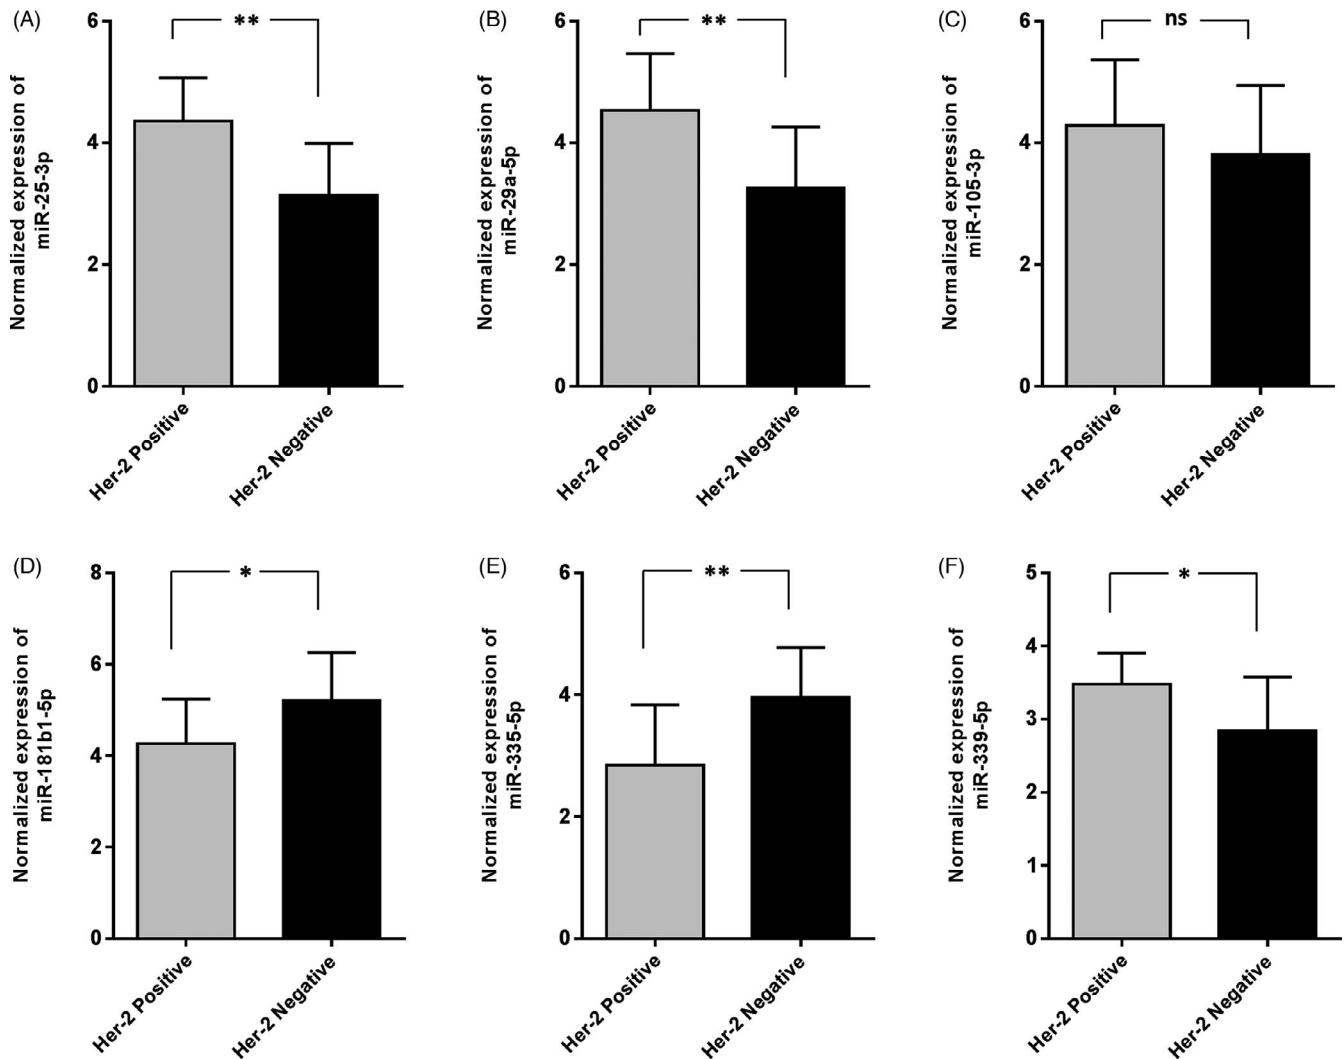 (A)
Normalized expression of
miR-25-3p
6
4
2
0
**
Her-2 Positive
Her-2 Negative
(B)
Normalized expression of
miR-29a-5p
6
4
2
0
**
Her-2 Positive
Her-2 Negative
(C)
Normalized expression of
miR-105-3p
6
4
2
0
ns
Her-2 Positive
Her-2 Negative
(D)
Normalized expression of
miR-181b1-5p
8
6
4
2
0
*
Her-2 Positive
Her-2 Negative
(E)
Normalized expression of
miR-335-5p
6
4
2
0
**
Her-2 Positive
Her-2 Negative
(F)
Normalized expression of
miR-339-5p
5
4
3
2
1
0
*
Her-2 Positive
Her-2 Negative